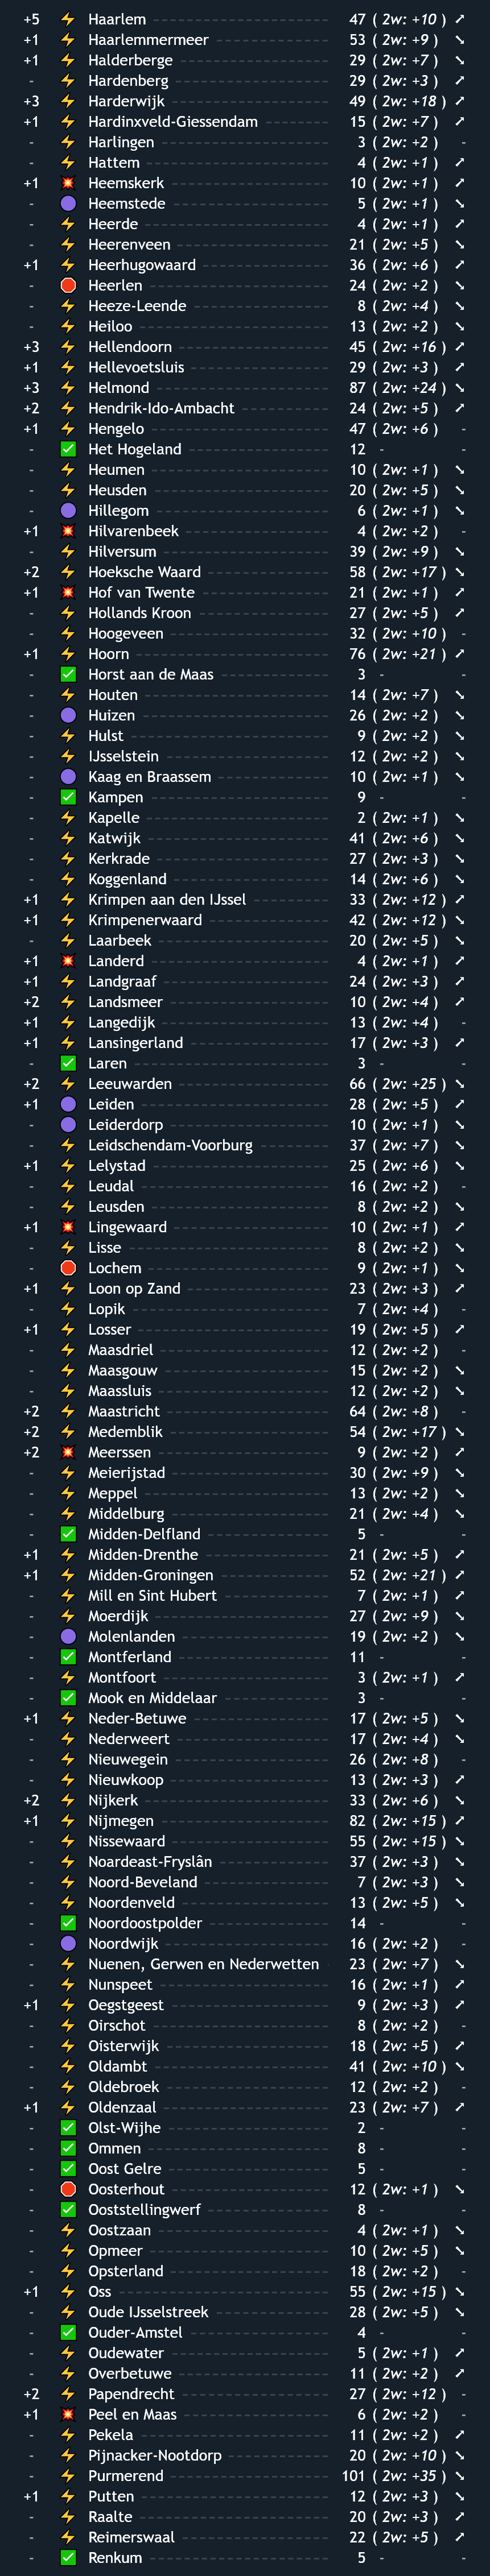 +5 ⚡ Haarlem 47 ( 2w: +10 ) ➚
+1 ⚡ Haarlemmermeer 53 ( 2w: +9 ) ➘
+1 ⚡ Halderberge 29 ( 2w: +7 ) ➘
- ⚡ Hardenberg 29 ( 2w: +3 ) ➚
+3 ⚡ Harderwijk 49 ( 2w: +18 ) ➚
+1 ⚡ Hardinxveld-Giessendam 15 ( 2w: +7 ) ➚
- ⚡ Harlingen 3 ( 2w: +2 ) -
- ⚡ Hattem 4 ( 2w: +1 ) ➚
+1 💥 Heemskerk 10 ( 2w: +1 ) ➚
- 🟣 Heemstede 5 ( 2w: +1 ) ➘
- ⚡ Heerde 4 ( 2w: +1 ) ➚
- ⚡ Heerenveen 21 ( 2w: +5 ) ➘
+1 ⚡ Heerhugowaard 36 ( 2w: +6 ) ➚
- 🛑 Heerlen 24 ( 2w: +2 ) ➘
- ⚡ Heeze-Leende 8 ( 2w: +4 ) ➘
- ⚡ Heiloo 13 ( 2w: +2 ) ➘
+3 ⚡ Hellendoorn 45 ( 2w: +16 ) ➚
+1 ⚡ Hellevoetsluis 29 ( 2w: +3 ) ➚
+3 ⚡ Helmond 87 ( 2w: +24 ) ➘
+2 ⚡ Hendrik-Ido-Ambacht 24 ( 2w: +5 ) ➚
+1 ⚡ Hengelo 47 ( 2w: +6 ) -
- ✅ Het Hogeland 12 - -
- ⚡ Heumen 10 ( 2w: +1 ) ➘
- ⚡ Heusden 20 ( 2w: +5 ) ➘
- 🟣 Hillegom 6 ( 2w: +1 ) ➘
+1 💥 Hilvarenbeek 4 ( 2w: +2 ) -
- ⚡ Hilversum 39 ( 2w: +9 ) ➘
+2 ⚡ Hoeksche Waard 58 ( 2w: +17 ) ➘
+1 💥 Hof van Twente 21 ( 2w: +1 ) ➚
- ⚡ Hollands Kroon 27 ( 2w: +5 ) ➚
- ⚡ Hoogeveen 32 ( 2w: +10 ) -
+1 ⚡ Hoorn 76 ( 2w: +21 ) ➚
- ✅ Horst aan de Maas 3 - -
- ⚡ Houten 14 ( 2w: +7 ) ➘
- 🟣 Huizen 26 ( 2w: +2 ) ➘
- ⚡ Hulst 9 ( 2w: +2 ) ➘
- ⚡ IJsselstein 12 ( 2w: +2 ) ➘
- 🟣 Kaag en Braassem 10 ( 2w: +1 ) ➘
- ✅ Kampen 9 - -
- ⚡ Kapelle 2 ( 2w: +1 ) ➘
- ⚡ Katwijk 41 ( 2w: +6 ) ➘
- ⚡ Kerkrade 27 ( 2w: +3 ) ➘
- ⚡ Koggenland 14 ( 2w: +6 ) ➘
+1 ⚡ Krimpen aan den IJssel 33 ( 2w: +12 ) ➚
+1 ⚡ Krimpenerwaard 42 ( 2w: +12 ) ➘
- ⚡ Laarbeek 20 ( 2w: +5 ) ➘
+1 💥 Landerd 4 ( 2w: +1 ) ➚
+1 ⚡ Landgraaf 24 ( 2w: +3 ) ➚
+2 ⚡ Landsmeer 10 ( 2w: +4 ) ➚
+1 ⚡ Langedijk 13 ( 2w: +4 ) -
+1 ⚡ Lansingerland 17 ( 2w: +3 ) ➚
- ✅ Laren 3 - -
+2 ⚡ Leeuwarden 66 ( 2w: +25 ) ➘
+1 🟣 Leiden 28 ( 2w: +5 ) ➚
- 🟣 Leiderdorp 10 ( 2w: +1 ) ➘
- ⚡ Leidschendam-Voorburg 37 ( 2w: +7 ) ➘
+1 ⚡ Lelystad 25 ( 2w: +6 ) ➘
- ⚡ Leudal 16 ( 2w: +2 ) -
- ⚡ Leusden 8 ( 2w: +2 ) ➘
+1 💥 Lingewaard 10 ( 2w: +1 ) ➚
- ⚡ Lisse 8 ( 2w: +2 ) ➘
- 🛑 Lochem 9 ( 2w: +1 ) ➘
+1 ⚡ Loon op Zand 23 ( 2w: +3 ) ➚
- ⚡ Lopik 7 ( 2w: +4 ) -
+1 ⚡ Losser 19 ( 2w: +5 ) ➚
- ⚡ Maasdriel 12 ( 2w: +2 ) -
- ⚡ Maasgouw 15 ( 2w: +2 ) ➘
- ⚡ Maassluis 12 ( 2w: +2 ) ➘
+2 ⚡ Maastricht 64 ( 2w: +8 ) -
+2 ⚡ Medemblik 54 ( 2w: +17 ) ➘
+2 💥 Meerssen 9 ( 2w: +2 ) ➚
- ⚡ Meierijstad 30 ( 2w: +9 ) ➘
- ⚡ Meppel 13 ( 2w: +2 ) ➘
- ⚡ Middelburg 21 ( 2w: +4 ) ➘
- ✅ Midden-Delfland 5 - -
+1 ⚡ Midden-Drenthe 21 ( 2w: +5 ) ➚
+1 ⚡ Midden-Groningen 52 ( 2w: +21 ) ➚
- ⚡ Mill en Sint Hubert 7 ( 2w: +1 ) ➚
- ⚡ Moerdijk 27 ( 2w: +9 ) ➘
- 🟣 Molenlanden 19 ( 2w: +2 ) ➘
- ✅ Montferland 11 - -
- ⚡ Montfoort 3 ( 2w: +1 ) ➚
- ✅ Mook en Middelaar 3 - -
+1 ⚡ Neder-Betuwe 17 ( 2w: +5 ) ➘
- ⚡ Nederweert 17 ( 2w: +4 ) ➘
- ⚡ Nieuwegein 26 ( 2w: +8 ) -
- ⚡ Nieuwkoop 13 ( 2w: +3 ) ➚
+2 ⚡ Nijkerk 33 ( 2w: +6 ) ➘
+1 ⚡ Nijmegen 82 ( 2w: +15 ) ➚
- ⚡ Nissewaard 55 ( 2w: +15 ) ➘
- ⚡ Noardeast-Fryslân 37 ( 2w: +3 ) ➘
- ⚡ Noord-Beveland 7 ( 2w: +3 ) ➘
- ⚡ Noordenveld 13 ( 2w: +5 ) ➘
- ✅ Noordoostpolder 14 - -
- 🟣 Noordwijk 16 ( 2w: +2 ) -
- ⚡ Nuenen, Gerwen en Nederwetten 23 ( 2w: +7 ) ➘
- ⚡ Nunspeet 16 ( 2w: +1 ) ➚
+1 ⚡ Oegstgeest 9 ( 2w: +3 ) ➚
- ⚡ Oirschot 8 ( 2w: +2 ) -
- ⚡ Oisterwijk 18 ( 2w: +5 ) ➚
- ⚡ Oldambt 41 ( 2w: +10 ) ➘
- ⚡ Oldebroek 12 ( 2w: +2 ) -
+1 ⚡ Oldenzaal 23 ( 2w: +7 ) ➚
- ✅ Olst-Wijhe 2 - -
- ✅ Ommen 8 - -
- ✅ Oost Gelre 5 - -
- 🛑 Oosterhout 12 ( 2w: +1 ) ➘
- ✅ Ooststellingwerf 8 - -
- ⚡ Oostzaan 4 ( 2w: +1 ) ➘
- ⚡ Opmeer 10 ( 2w: +5 ) ➘
- ⚡ Opsterland 18 ( 2w: +2 ) -
+1 ⚡ Oss 55 ( 2w: +15 ) ➘
- ⚡ Oude IJsselstreek 28 ( 2w: +5 ) ➘
- ✅ Ouder-Amstel 4 - -
- ⚡ Oudewater 5 ( 2w: +1 ) ➚
- ⚡ Overbetuwe 11 ( 2w: +2 ) ➚
+2 ⚡ Papendrecht 27 ( 2w: +12 ) -
+1 💥 Peel en Maas 6 ( 2w: +2 ) -
- ⚡ Pekela 11 ( 2w: +2 ) ➚
- ⚡ Pijnacker-Nootdorp 20 ( 2w: +10 ) ➘
- ⚡ Purmerend 101 ( 2w: +35 ) ➘
+1 ⚡ Putten 12 ( 2w: +3 ) ➘
- ⚡ Raalte 20 ( 2w: +3 ) ➚
- ⚡ Reimerswaal 22 ( 2w: +5 ) ➚
- ✅ Renkum 5 - -